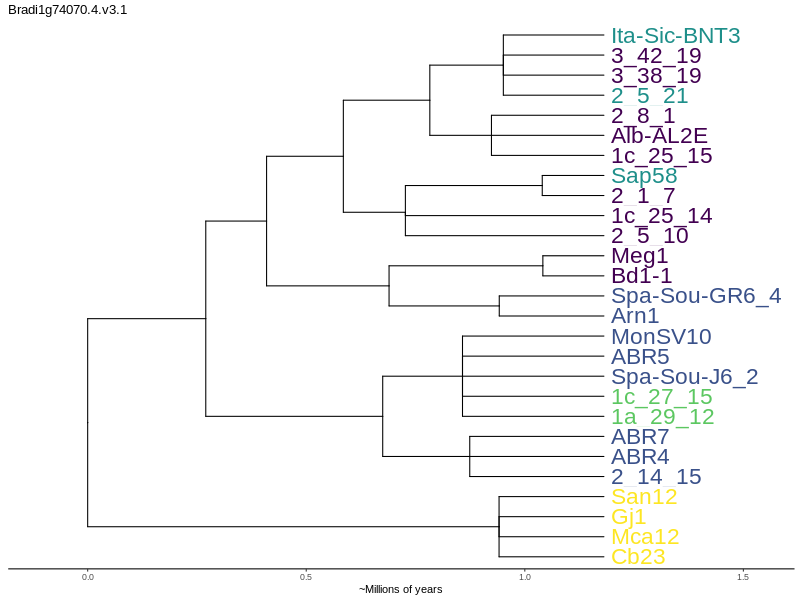 Bradi1g74070.4.v3.1
Ita-Sic-BNT3
3_42_19
3_38_19
2_5_21
2_8_1
Alb-AL2E
1c_25_15
Sap58
2_1_7
1c_25_14
2_5_10
Meg1
Bd1-1
Spa-Sou-GR6_4
Arn1
MonSV10
ABR5
Spa-Sou-J6_2
1c_27_15
1a_29_12
ABR7
ABR4
2_14_15
San12
Gj1
Mca12
Cb23
0.0 0.5 1.0 1.5
~Millions of years